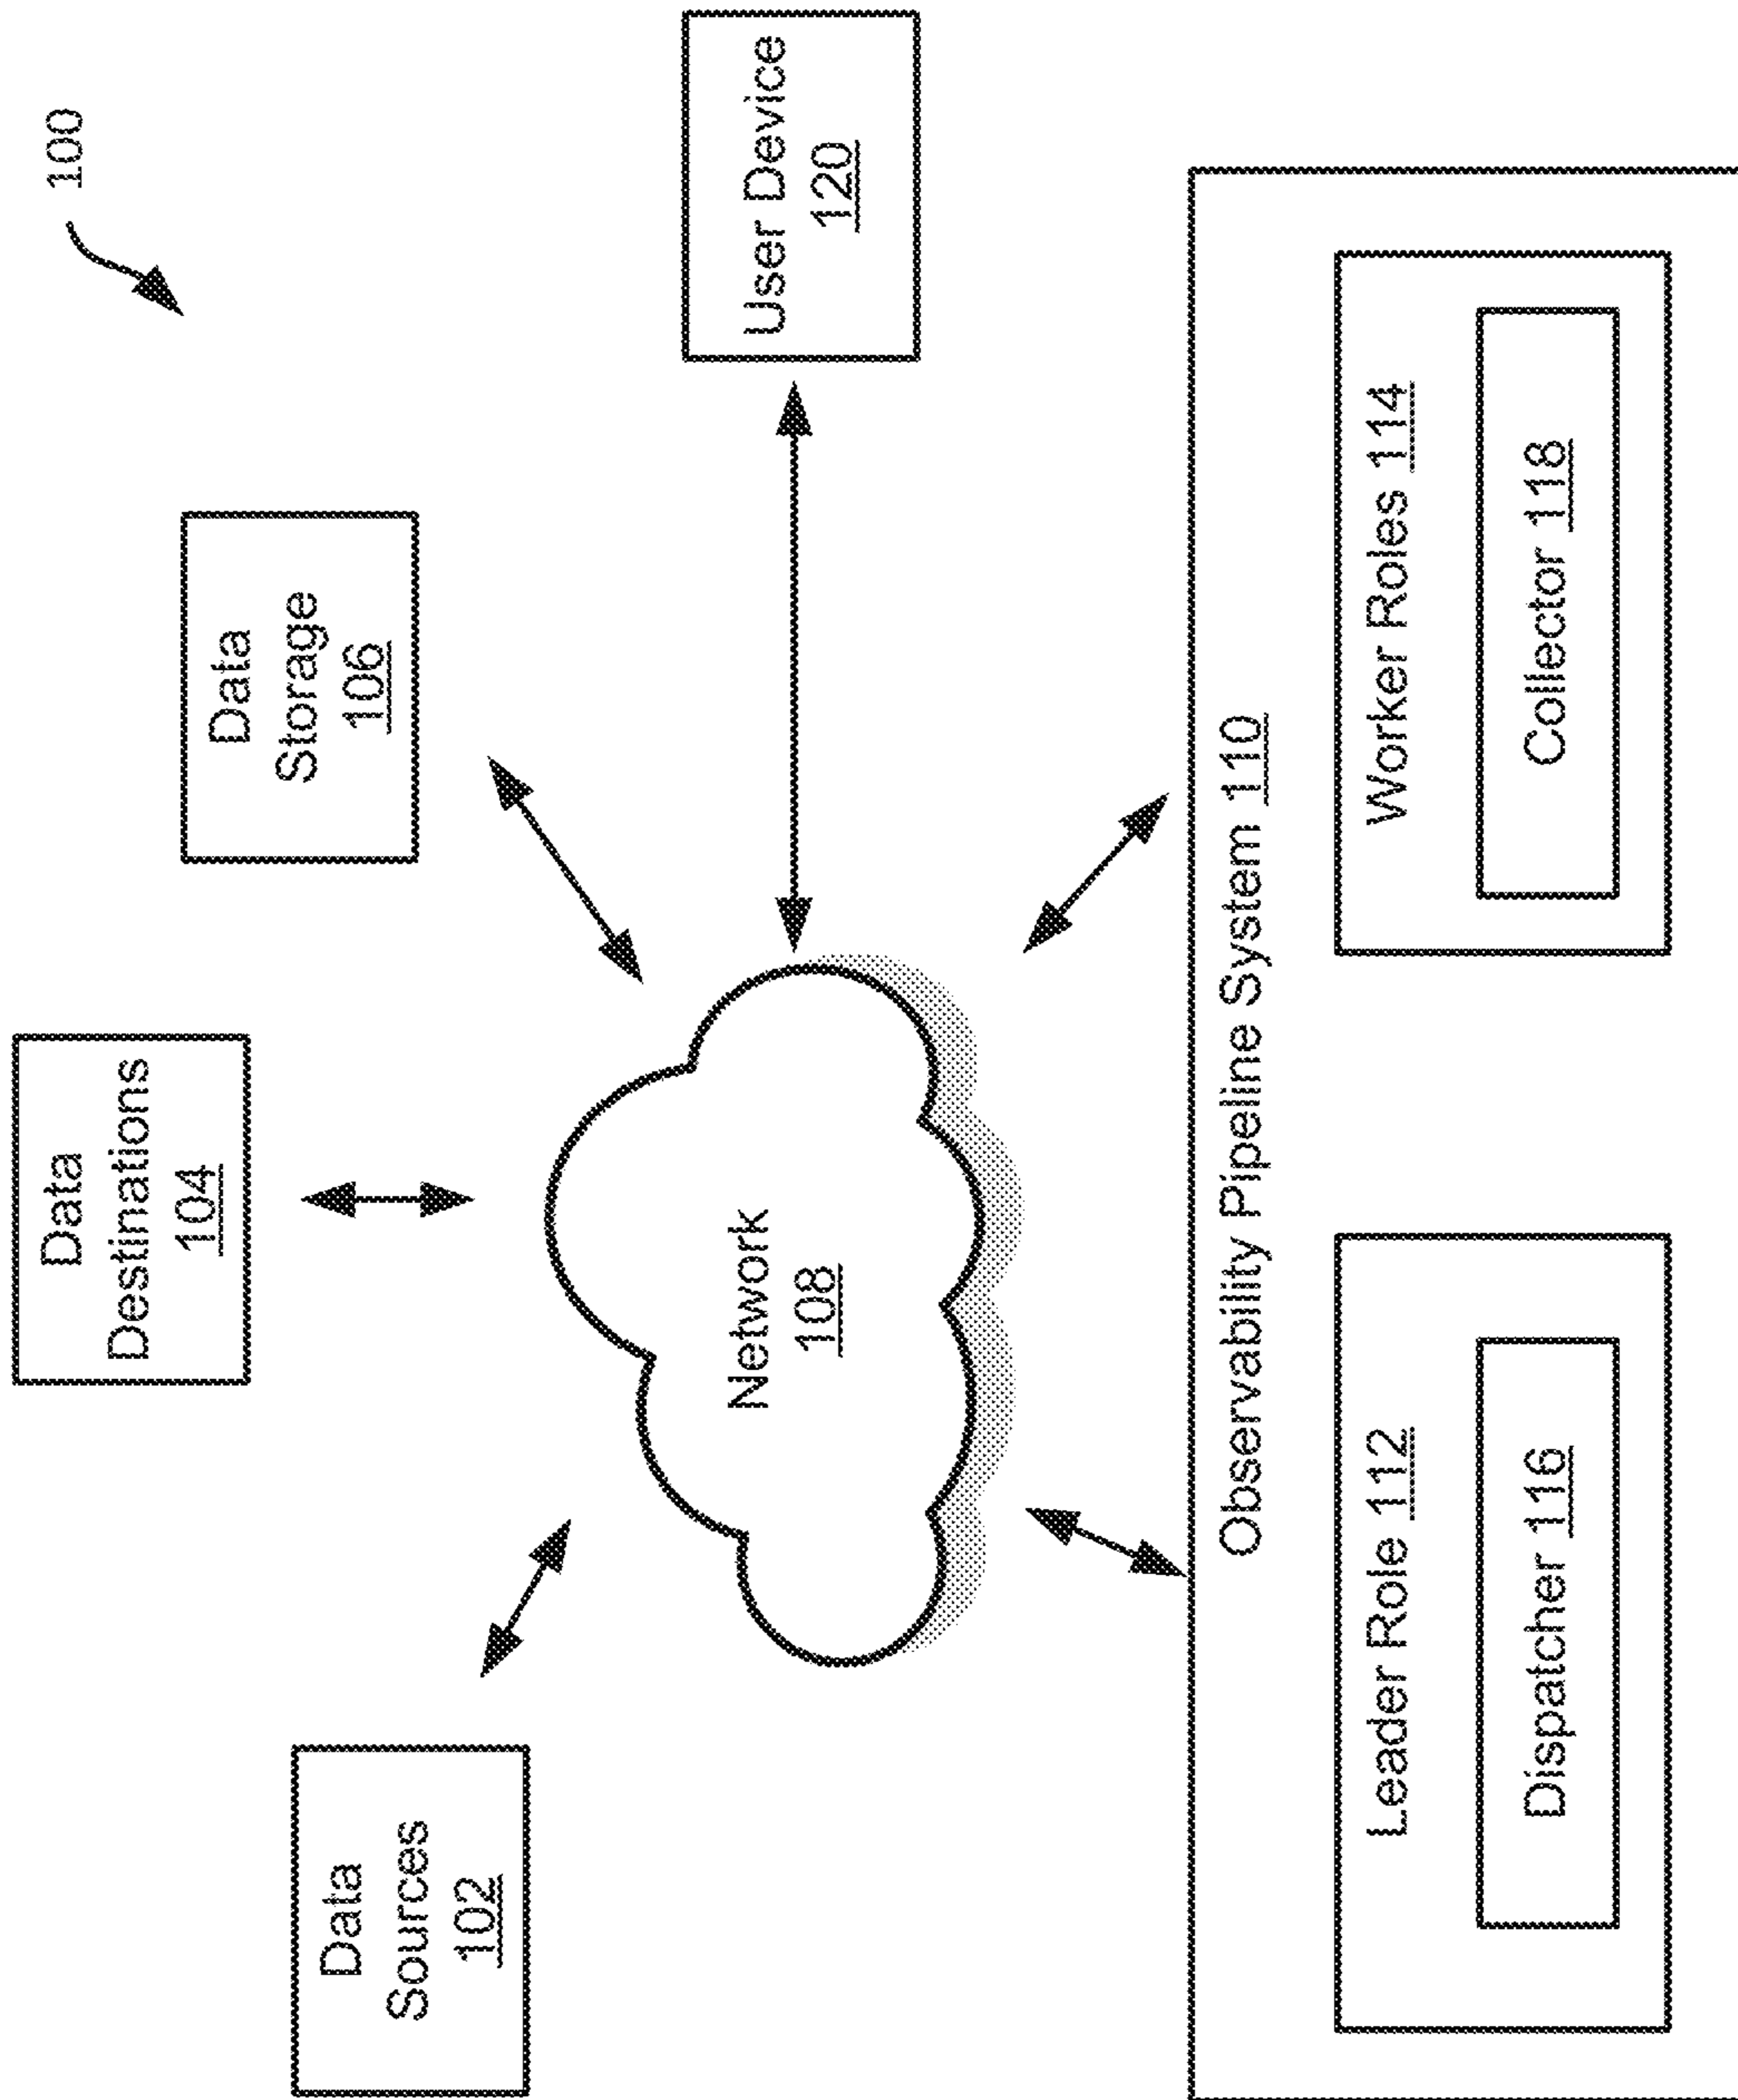 100
Data
Destinations
104
Data
Storage
106
Data
Sources
102
User Device
120
Network
108
Observability Pipeline System 110
Leader Role 112
Worker Roles 114
Dispatcher 116
Collector 118